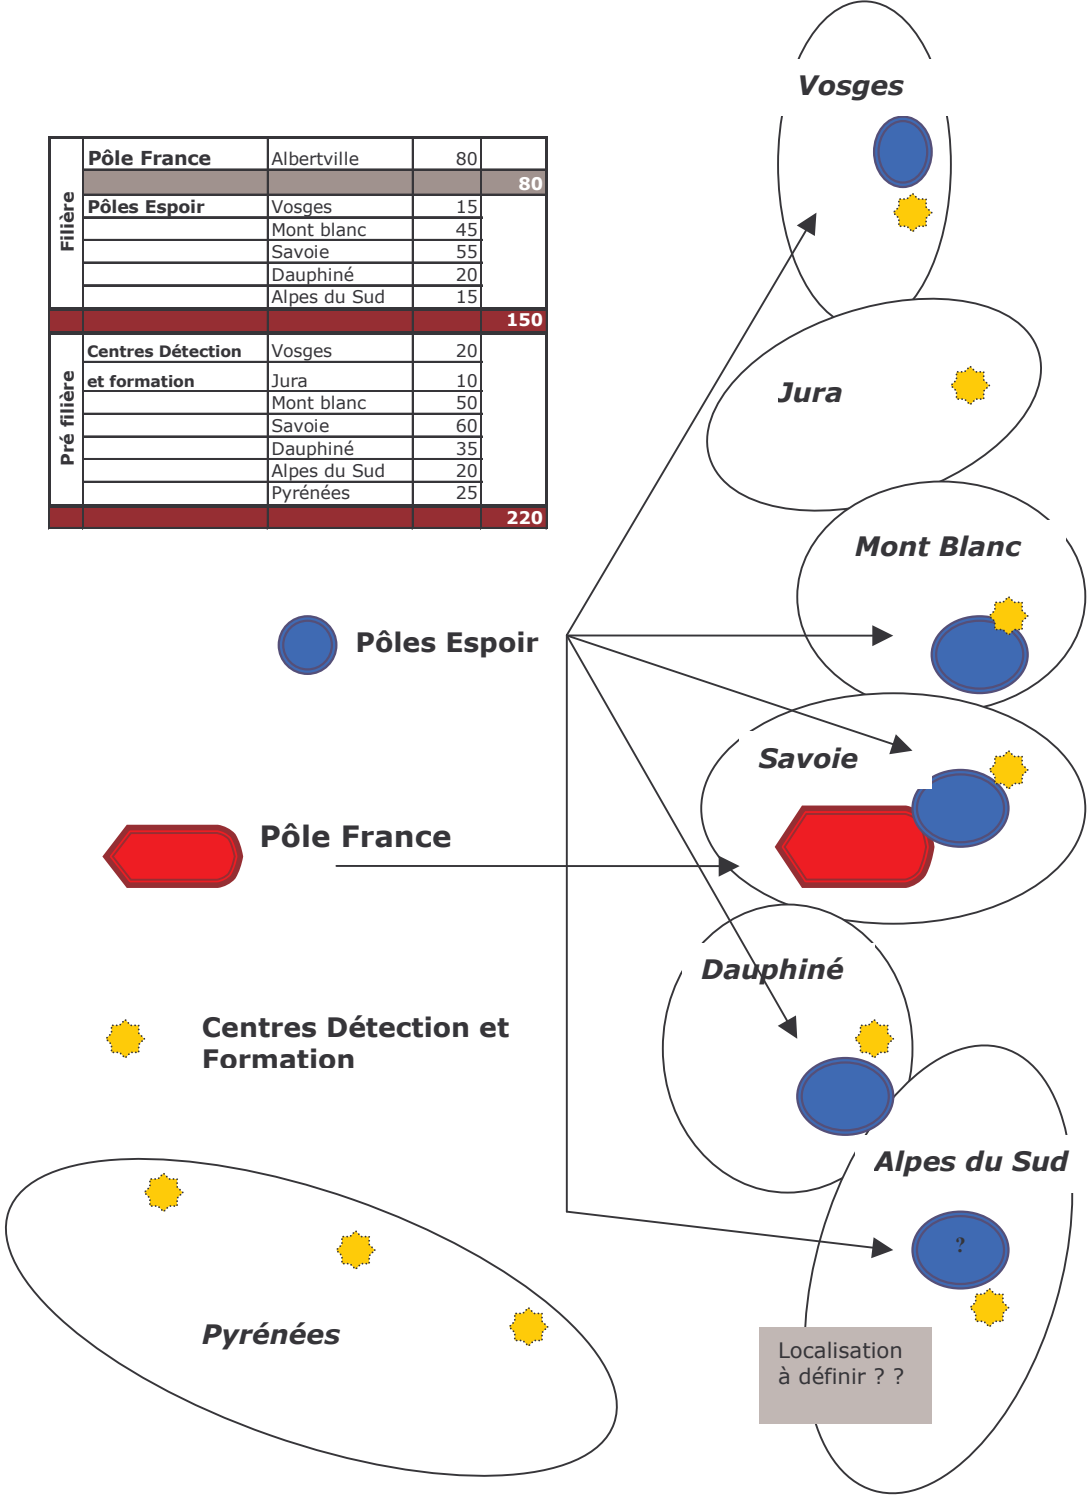 Vosges
Filière
Pôle France Albertville 80
80
Pôles Espoir Vosges 15
Mont blanc 45
Savoie 55
Dauphiné 20
Alpes du Sud 15
150
Pré filière
Centres Détection Vosges 20
et formation Jura 10
Mont blanc 50
Savoie 60
Dauphiné 35
Alpes du Sud 20
Pyrénées 25
220
Jura
Mont Blanc
Pôles Espoir
Savoie
Pôle France
Dauphiné
Centres Détection et
Formation
Alpes du Sud
?
Pyrénées
Localisation
à définir ? ?